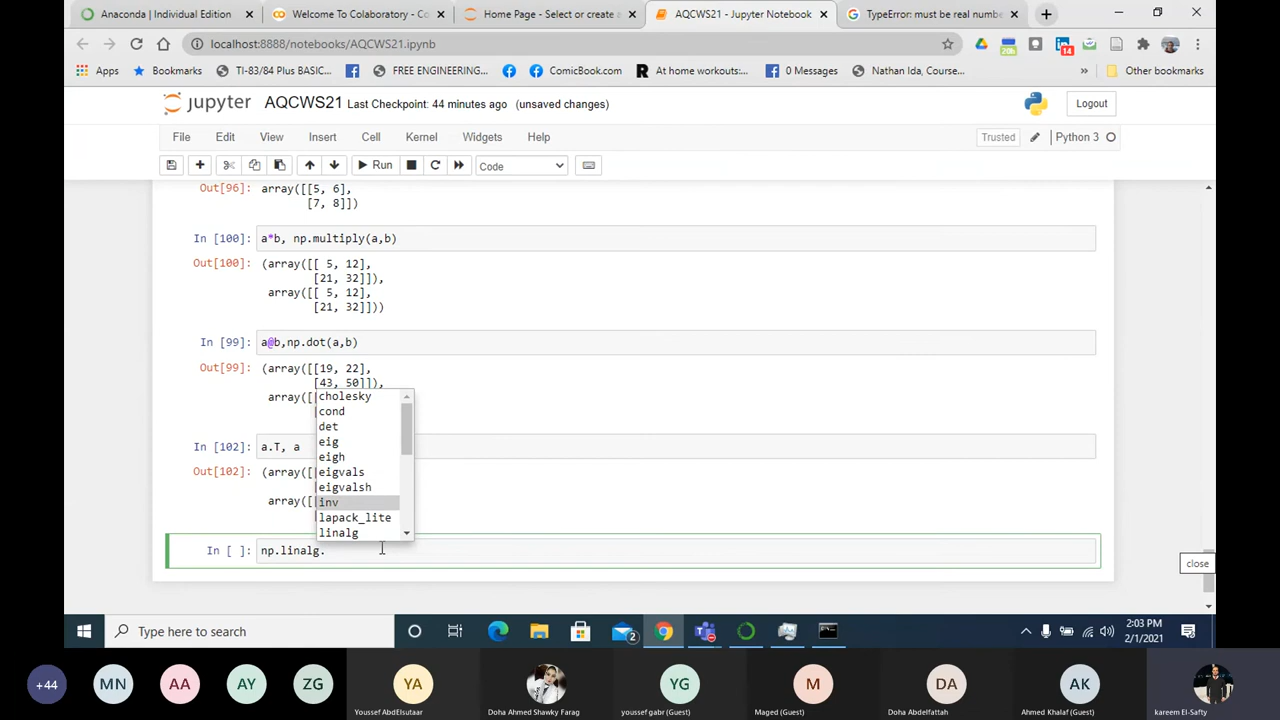 Anaconda | Individual Edition
Welcome To Colaboratory - Co
Home Page - Select or create a
AQCWS21 - Jupyter Notebook
TypeError: must be real numbe
localhost:8888/notebooks/AQCWS21.ipynb
20h
14
Apps
Bookmarks
TI-83/84 Plus BASIC...
FREE ENGINEERING...
ComicBook.com
At home workouts:...
0 Messages
Nathan Ida, Course...
»
Other bookmarks
jupyter AQCWS21 Last Checkpoint: 44 minutes ago (unsaved changes)
Logout
File Edit View Insert Cell Kernel Widgets Help
Trusted
Python 3
Run
Code
Out[96]: array([[5, 6],
[7, 8]])
In [100]: a*b, np.multiply(a,b)
Out[100]: (array([[ 5, 12],
[21, 32]]),
array([[ 5, 12],
[21, 32]]))
In [99]: a@b,np.dot(a,b)
Out[99]: (array([[19, 22],
[43, 50]]),
array([
cholesky
cond
det
eig
eigh
eigvals
eigvalsh
inv
lapack_lite
linalg
In [102]: a.T, a
Out[102]: (array([
array([
In [ ]: np.linalg.
close
Type here to search
2
2:03 PM
2/1/2021
+44
MN
AA
AY
ZG
YA
Youssef AbdElsutaar
Doha Ahmed Shawky Farag
YG
youssef gabr (Guest)
M
Maged (Guest)
DA
Doha Abdelfattah
AK
Ahmed Khalaf (Guest)
kareem El-Safty